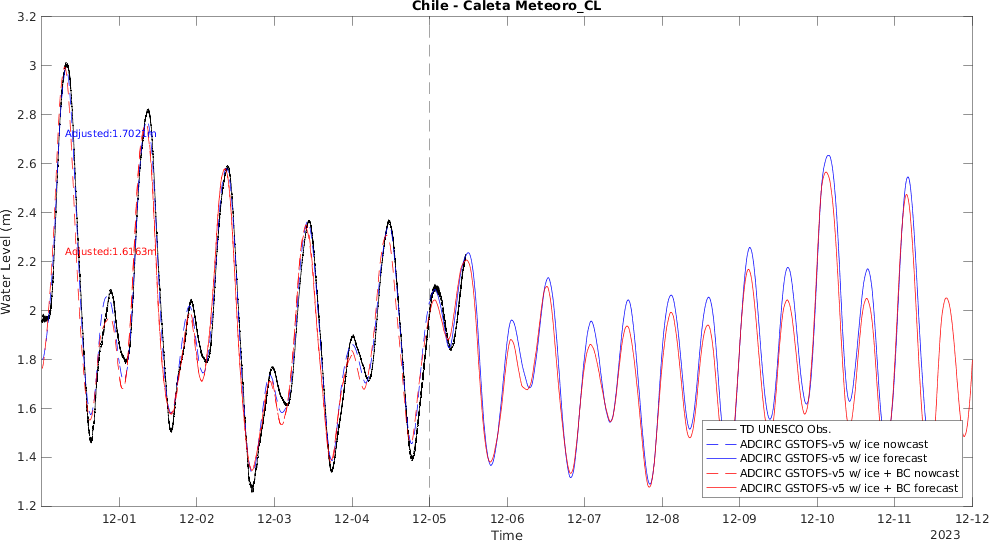 Chile - Caleta Meteoro_CL
3.2
3
2.8
2.6
2.4
2.2
2
1.8
1.6
1.4
1.2
Water Level (m)
Adjusted:1.7021m
Adjusted:1.6163m
TD UNESCO Obs.
ADCIRC GSTOFS-v5 w/ ice nowcast
ADCIRC GSTOFS-v5 w/ ice forecast
ADCIRC GSTOFS-v5 w/ ice + BC nowcast
ADCIRC GSTOFS-v5 w/ ice + BC forecast
12-01 12-02 12-03 12-04 12-05 12-06 12-07 12-08 12-09 12-10 12-11 12-12
Time
2023